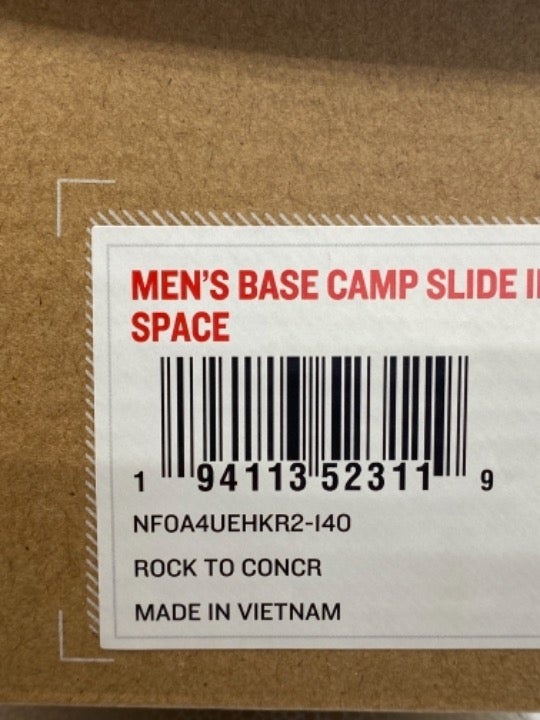 MEN'S BASE CAMP SLIDE
SPACE
1 94113 52311 9
NF0A4UEHKR2-140
ROCK TO CONCR
MADE IN VIETNAM